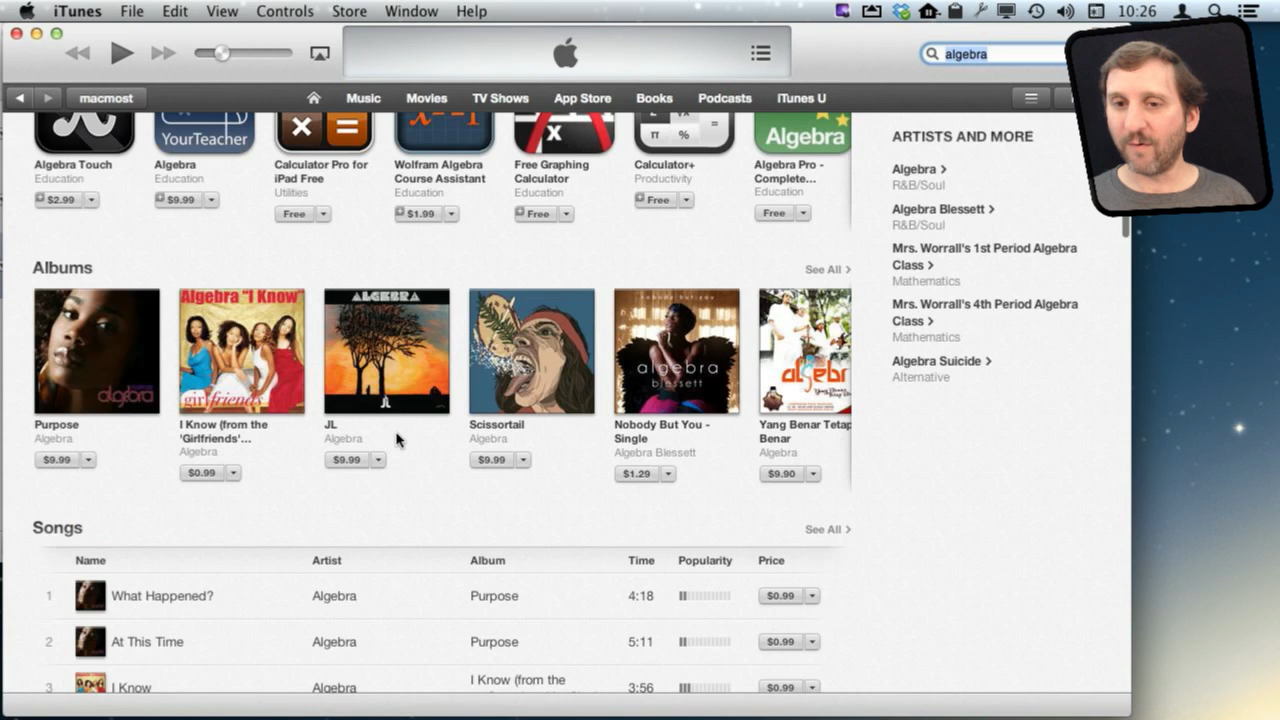 iTunes File Edit View Controls Store Window Help 10:26
algebra
macmost Music Movies TV Shows App Store Books Podcasts iTunes U
YourTeacher
Algebra
Algebra Touch
Education
$2.99
Algebra
Education
$9.99
Calculator Pro for
iPad Free
Utilities
Free
Wolfram Algebra
Course Assistant
Education
$1.99
Free Graphing
Calculator
Education
Free
Calculator+
Productivity
Free
Algebra Pro -
Complete...
Education
Free
ARTISTS AND MORE
Algebra >
R&B/Soul
Algebra Blessett >
R&B/Soul
Mrs. Worrall's 1st Period Algebra
Class >
Mathematics
Mrs. Worrall's 4th Period Algebra
Class >
Mathematics
Algebra Suicide >
Alternative
Albums
See All >
algebra
Algebra "I Know"
girlfriends
ALGEBRA
JL
nobody but you
algebra
blessett
Purpose
Algebra
$9.99
I Know (from the
'Girlfriends'...
Algebra
$0.99
JL
Algebra
$9.99
Scissortail
Algebra
$9.99
Nobody But You -
Single
Algebra Blessett
$1.29
Yang Benar Tetap
Benar
Algebra
$9.90
Songs
See All >
Name Artist Album Time Popularity Price
1 What Happened? Algebra Purpose 4:18 $0.99
2 At This Time Algebra Purpose 5:11 $0.99
3 I Know Algebra I Know (from the 3:56 $0.99